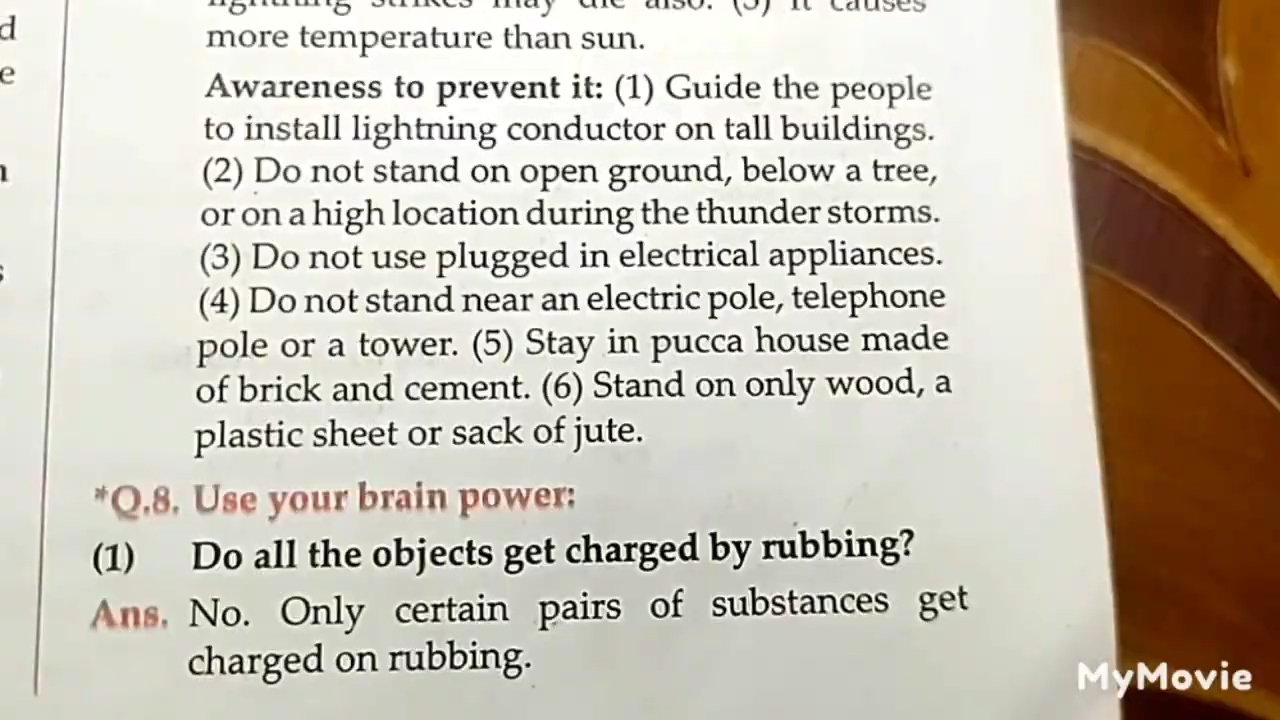 lightning strikes may die also. (3) It causes
more temperature than sun.
Awareness to prevent it: (1) Guide the people
to install lightning conductor on tall buildings.
(2) Do not stand on open ground, below a tree,
or on a high location during the thunder storms.
(3) Do not use plugged in electrical appliances.
(4) Do not stand near an electric pole, telephone
pole or a tower. (5) Stay in pucca house made
of brick and cement. (6) Stand on only wood, a
plastic sheet or sack of jute.
*Q.8. Use your brain power:
(1) Do all the objects get charged by rubbing?
Ans. No. Only certain pairs of substances get
charged on rubbing.
MyMovie